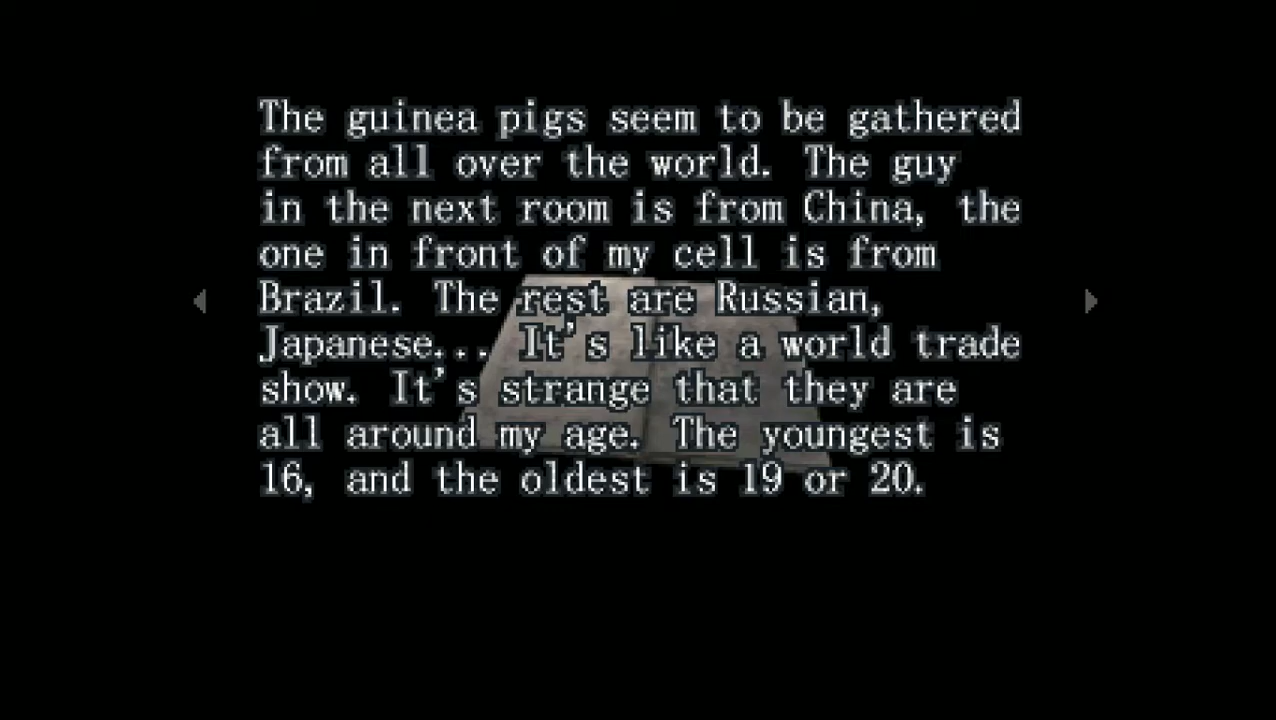 The guinea pigs seem to be gathered
from all over the world. The guy
in the next room is from China, the
one in front of my cell is from
Brazil. The rest are Russian,
Japanese... It's like a world trade
show. It's strange that they are
all around my age. The youngest is
16, and the oldest is 19 or 20.